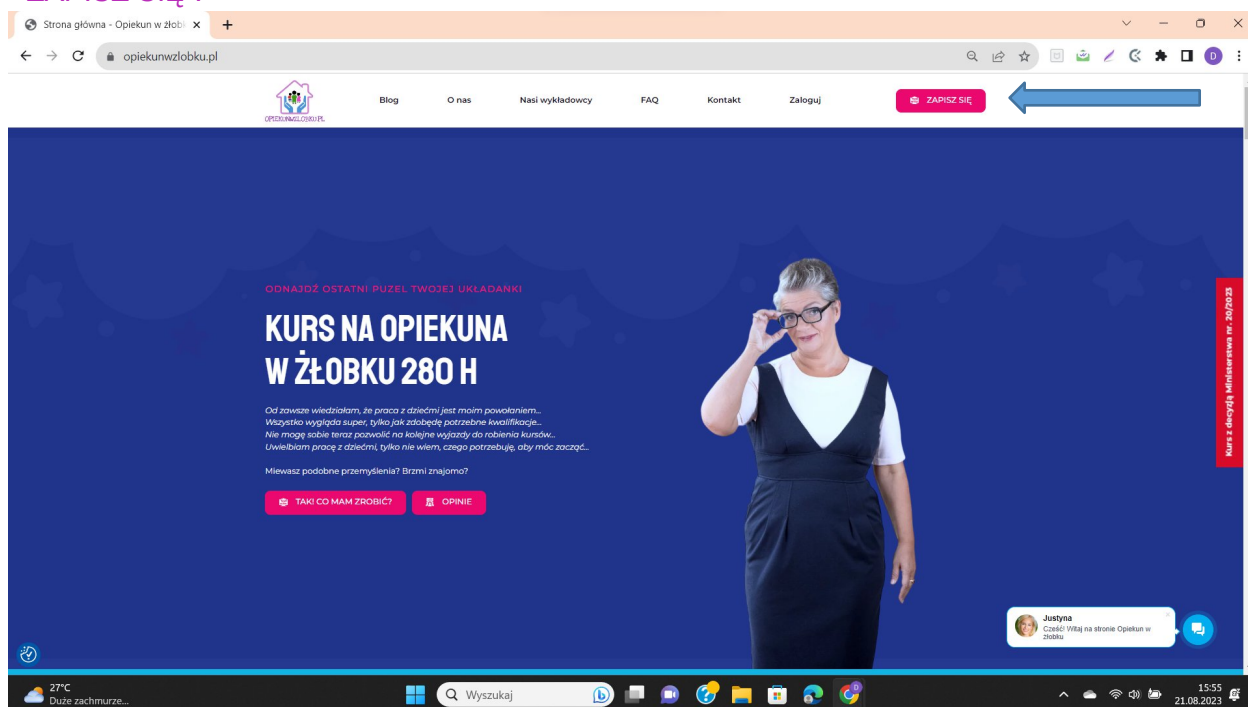 ZAPISZ SIĘ
Strona główna - Opiekun w żłob
opiekunwzlobku.pl
D
OPIEKUNWZLOBKU.PL
Blog
O nas
Nasi wykładowcy
FAQ
Kontakt
Zaloguj
ZAPISZ SIĘ
ODNAJDŹ OSTATNI PUZEL TWOJEJ UKŁADANKI
KURS NA OPIEKUNA
W ŻŁOBKU 280 H
Od zawsze wiedziałam, że praca z dziećmi jest moim powołaniem...
Wszystko wygląda super, tylko jak zdobędę potrzebne kwalifikacje...
Nie mogę sobie teraz pozwolić na kolejne wyjazdy do robienia kursów...
Uwielbiam pracę z dziećmi, tylko nie wiem, czego potrzebuję, aby móc zacząć...
Miewasz podobne przemyślenia? Brzmi znajomo?
TAK! CO MAM ZROBIĆ?
OPINIE
Kurs z decyzją Ministerstwa nr. 20/2023
Justyna
Cześć! Witaj na stronie Opiekun w
żłobku
27°C
Duże zachmurze...
Wyszukaj
15:55
21.08.2023